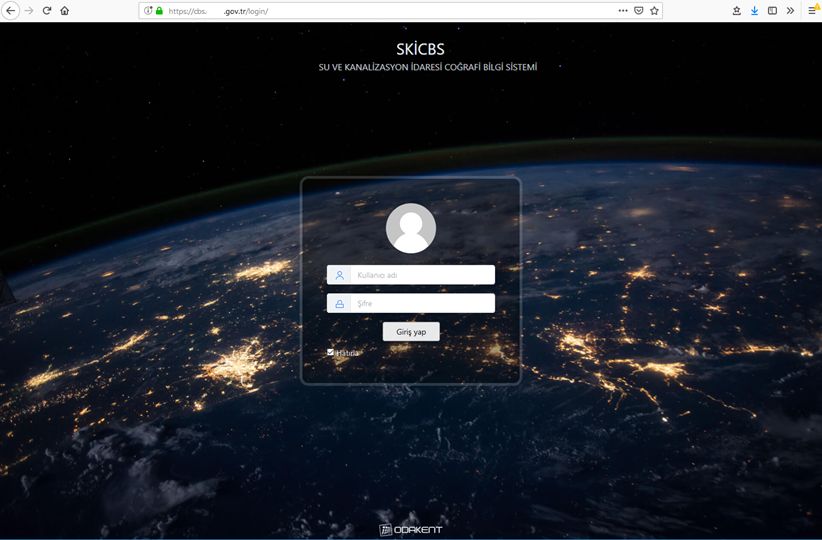 https://cbs. .gov.tr/login/
SKİCBS
SU VE KANALİZASYON İDARESİ COĞRAFİ BİLGİ SİSTEMİ
Kullanıcı adı
Şifre
Giriş yap
Hatırla
ODAKENT